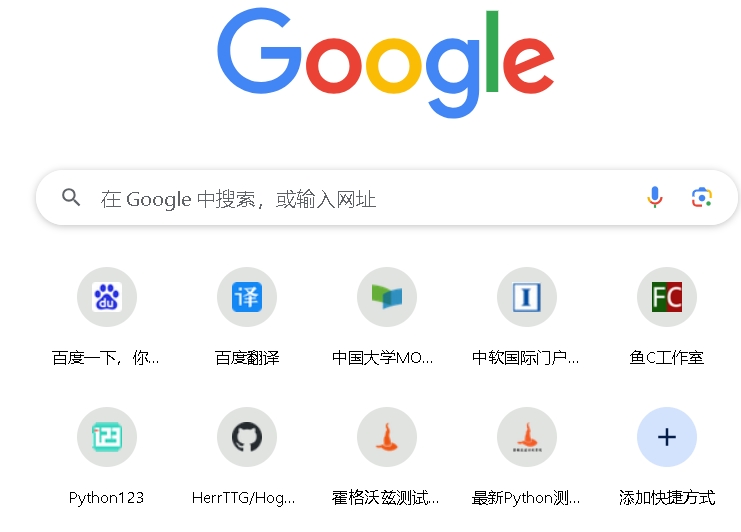 Google
在 Google 中搜索，或输入网址
du
译
I
FC
百度一下，你...
百度翻译
中国大学MO...
中软国际门户...
鱼C工作室
123
Python123
HerrTTG/Hog...
霍格沃兹测试...
最新Python测...
添加快捷方式